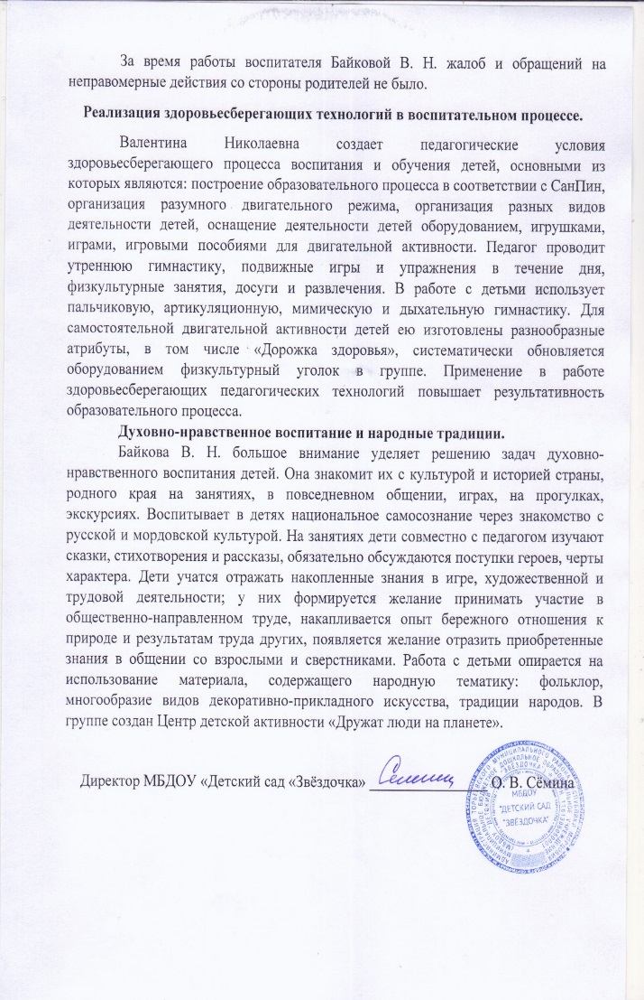 За время работы воспитателя Байковой В. Н. жалоб и обращений на
неправомерные действия со стороны родителей не было.
Реализация здоровьесберегающих технологий в воспитательном процессе.
Валентина Николаевна создает педагогические условия
здоровьесберегающего процесса воспитания и обучения детей, основными из
которых являются: построение образовательного процесса в соответствии с СанПин,
организация разумного двигательного режима, организация разных видов
деятельности детей, оснащение деятельности детей оборудованием, игрушками,
играми, игровыми пособиями для двигательной активности. Педагог проводит
утреннюю гимнастику, подвижные игры и упражнения в течение дня,
физкультурные занятия, досуги и развлечения. В работе с детьми использует
пальчиковую, артикуляционную, мимическую и дыхательную гимнастику. Для
самостоятельной двигательной активности детей ею изготовлены разнообразные
атрибуты, в том числе «Дорожка здоровья», систематически обновляется
оборудованием физкультурный уголок в группе. Применение в работе
здоровьесберегающих педагогических технологий повышает результативность
образовательного процесса.
Духовно-нравственное воспитание и народные традиции.
Байкова В. Н. большое внимание уделяет решению задач духовно-
нравственного воспитания детей. Она знакомит их с культурой и историей страны,
родного края на занятиях, в повседневном общении, играх, на прогулках,
экскурсиях. Воспитывает в детях национальное самосознание через знакомство с
русской и мордовской культурой. На занятиях дети совместно с педагогом изучают
сказки, стихотворения и рассказы, обязательно обсуждаются поступки героев, черты
характера. Дети учатся отражать накопленные знания в игре, художественной и
трудовой деятельности; у них формируется желание принимать участие в
общественно-направленном труде, накапливается опыт бережного отношения к
природе и результатам труда других, появляется желание отразить приобретенные
знания в общении со взрослыми и сверстниками. Работа с детьми опирается на
использование материала, содержащего народную тематику: фольклор,
многообразие видов декоративно-прикладного искусства, традиции народов. В
группе создан Центр детской активности «Дружат люди на планете».
Директор МБДОУ «Детский сад «Звёздочка» О. В. Сёмина
МБДОУ
"ДЕТСКИЙ САД
"ЗВЁЗДОЧКА"